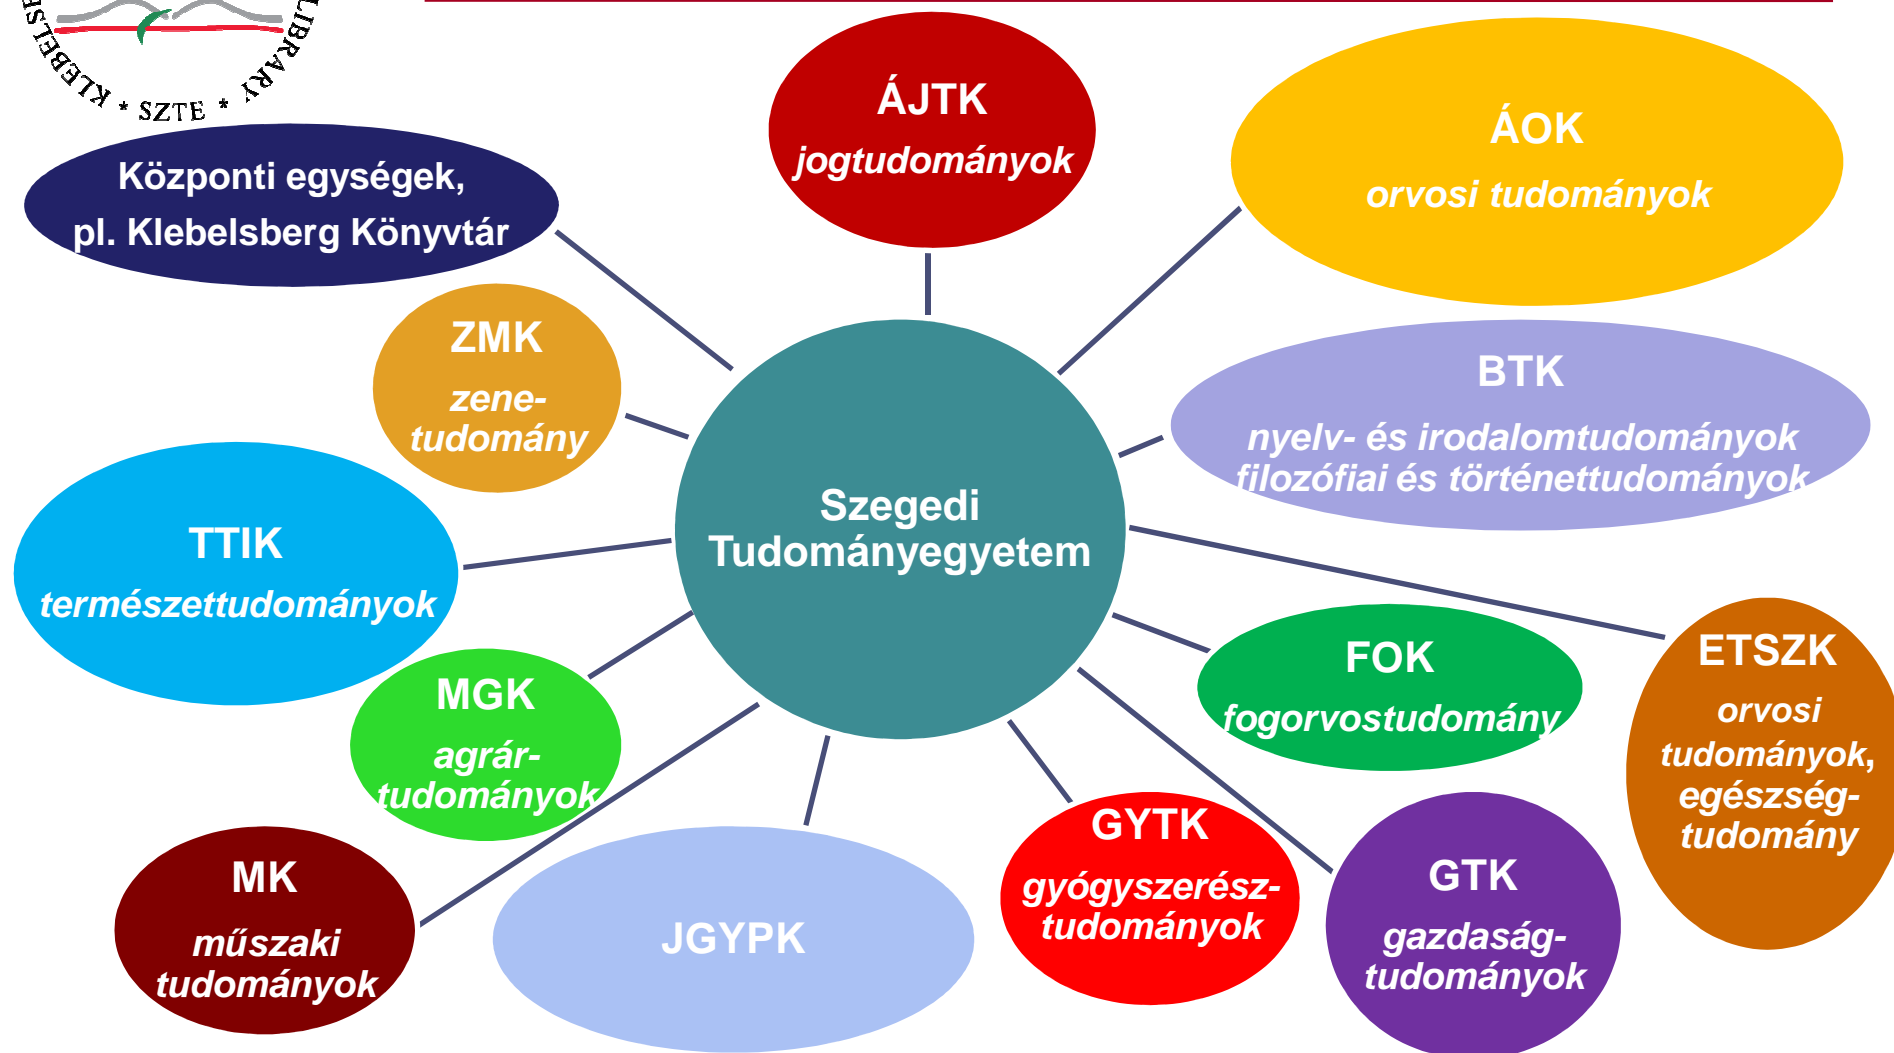 KLEBELS
* SZTE *
LIBRARY
Központi egységek,
pl. Klebelsberg Könyvtár
ÁJTK
jogtudományok
ÁOK
orvosi tudományok
ZMK
zene-
tudomány
BTK
nyelv- és irodalomtudományok
filozófiai és történettudományok
Szegedi
Tudományegyetem
TTIK
természettudományok
MGK
agrár-
tudományok
FOK
fogorvostudomány
ETSZK
orvosi
tudományok,
egészség-
tudomány
MK
műszaki
tudományok
JGYPK
GYTK
gyógyszerész-
tudományok
GTK
gazdaság-
tudományok